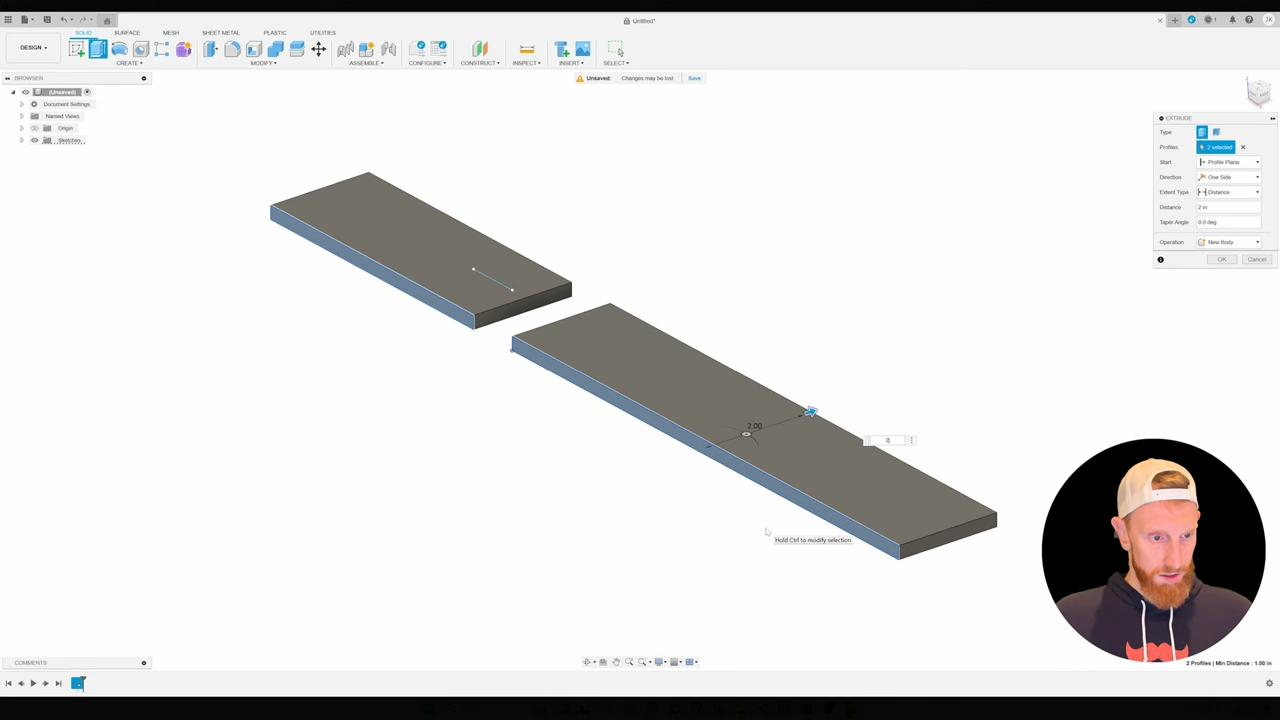 Untitled*
JK
DESIGN
SOLID
SURFACE
MESH
SHEET METAL
PLASTIC
UTILITIES
CREATE
MODIFY
ASSEMBLE
CONFIGURE
CONSTRUCT
INSPECT
INSERT
SELECT
BROWSER
Unsaved:
Changes may be lost
Save
(Unsaved)
Document Settings
Named Views
Origin
Sketches
EXTRUDE
Type
Profiles
2 selected
Start
Profile Plane
Direction
One Side
Extent Type
Distance
Distance
2 in
Taper Angle
0.0 deg
Operation
New Body
OK
Cancel
2.00
2
Hold Ctrl to modify selection
COMMENTS
2 Profiles | Min Distance : 1.00 in